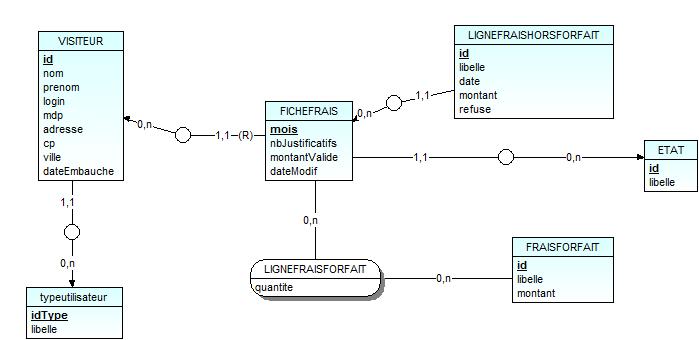 VISITEUR
id
nom
prenom
login
mdp
adresse
cp
ville
dateEmbauche
LIGNEFRAISHORSFORFAIT
id
libelle
date
montant
refuse
1,1
0,n
FICHEFRAIS
mois
nbJustificatifs
montantValide
dateModif
0,n
1,1
(R)
1,1
0,n
ETAT
id
libelle
1,1
0,n
0,n
typeutilisateur
idType
libelle
LIGNEFRAISFORFAIT
quantite
0,n
FRAISFORFAIT
id
libelle
montant